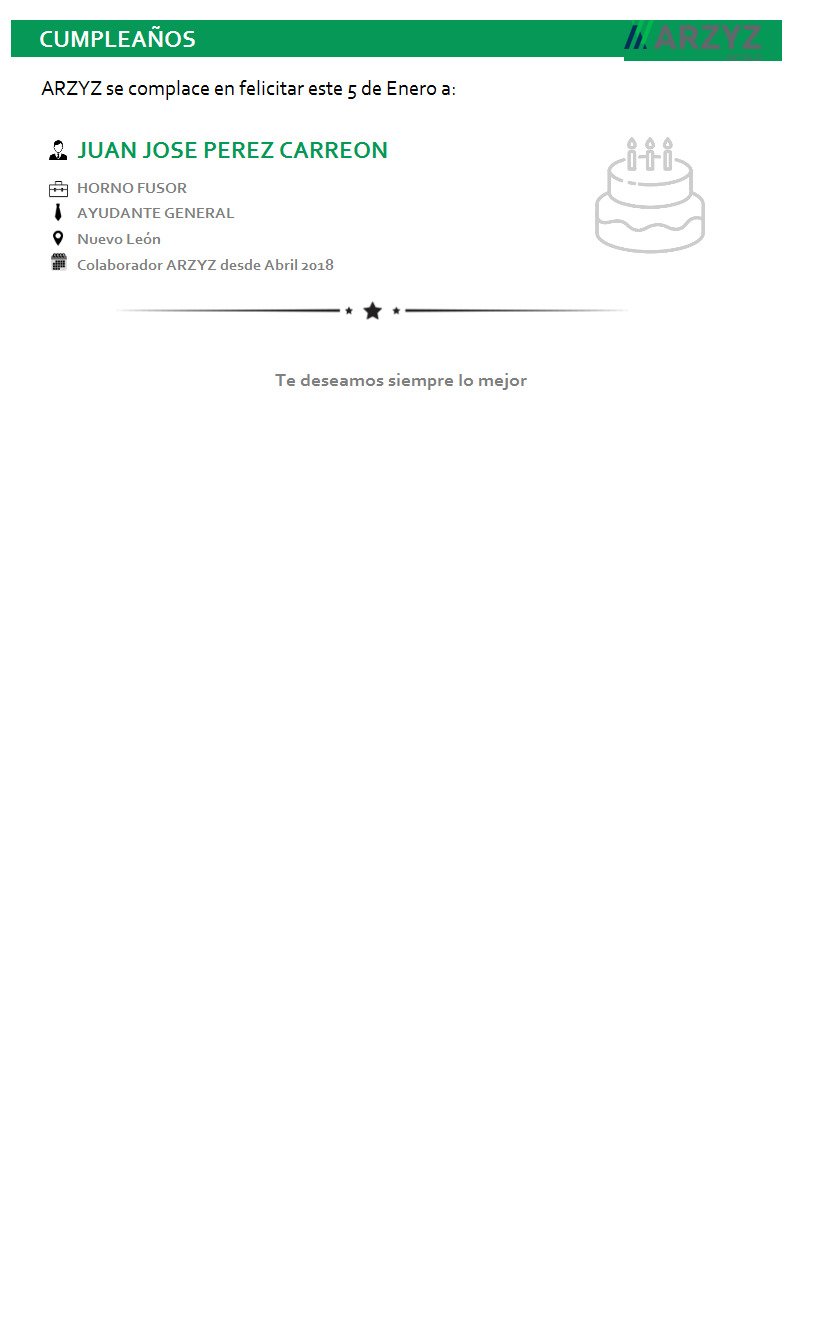 CUMPLEAÑOS
ARZYZ
ARZYZ se complace en felicitar este 5 de Enero a:
JUAN JOSE PEREZ CARREON
HORNO FUSOR
AYUDANTE GENERAL
Nuevo León
Colaborador ARZYZ desde Abril 2018
Te deseamos siempre lo mejor